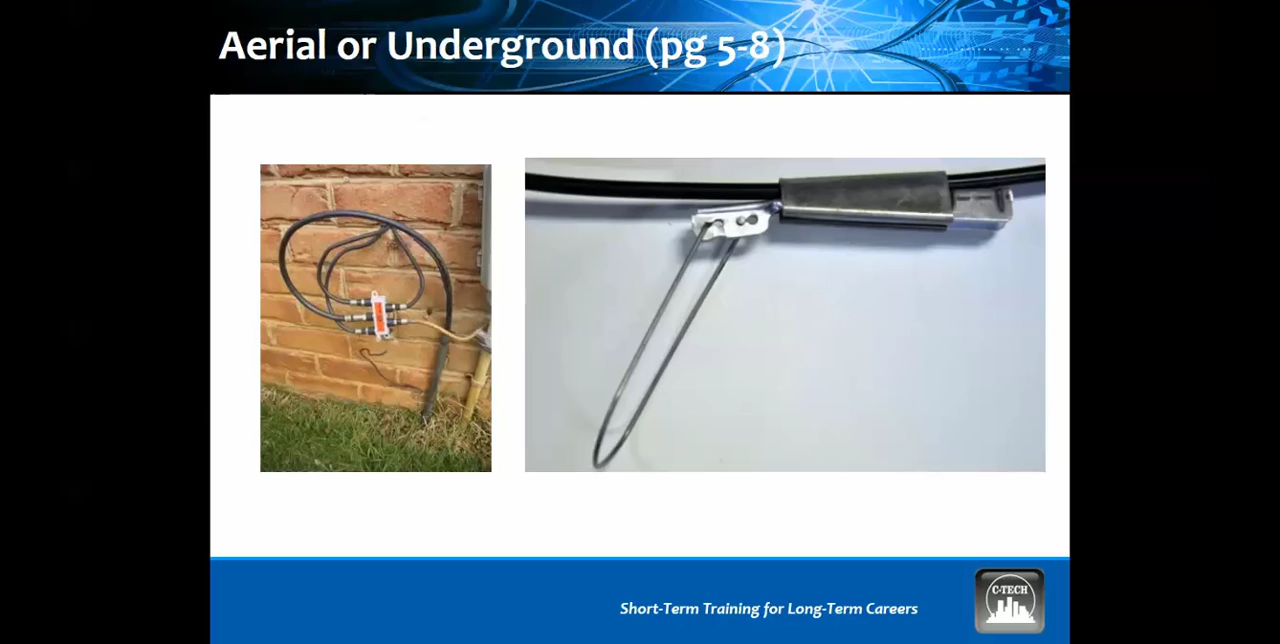 Aerial or Underground (pg 5-8)
Short-Term Training for Long-Term Careers
C-TECH